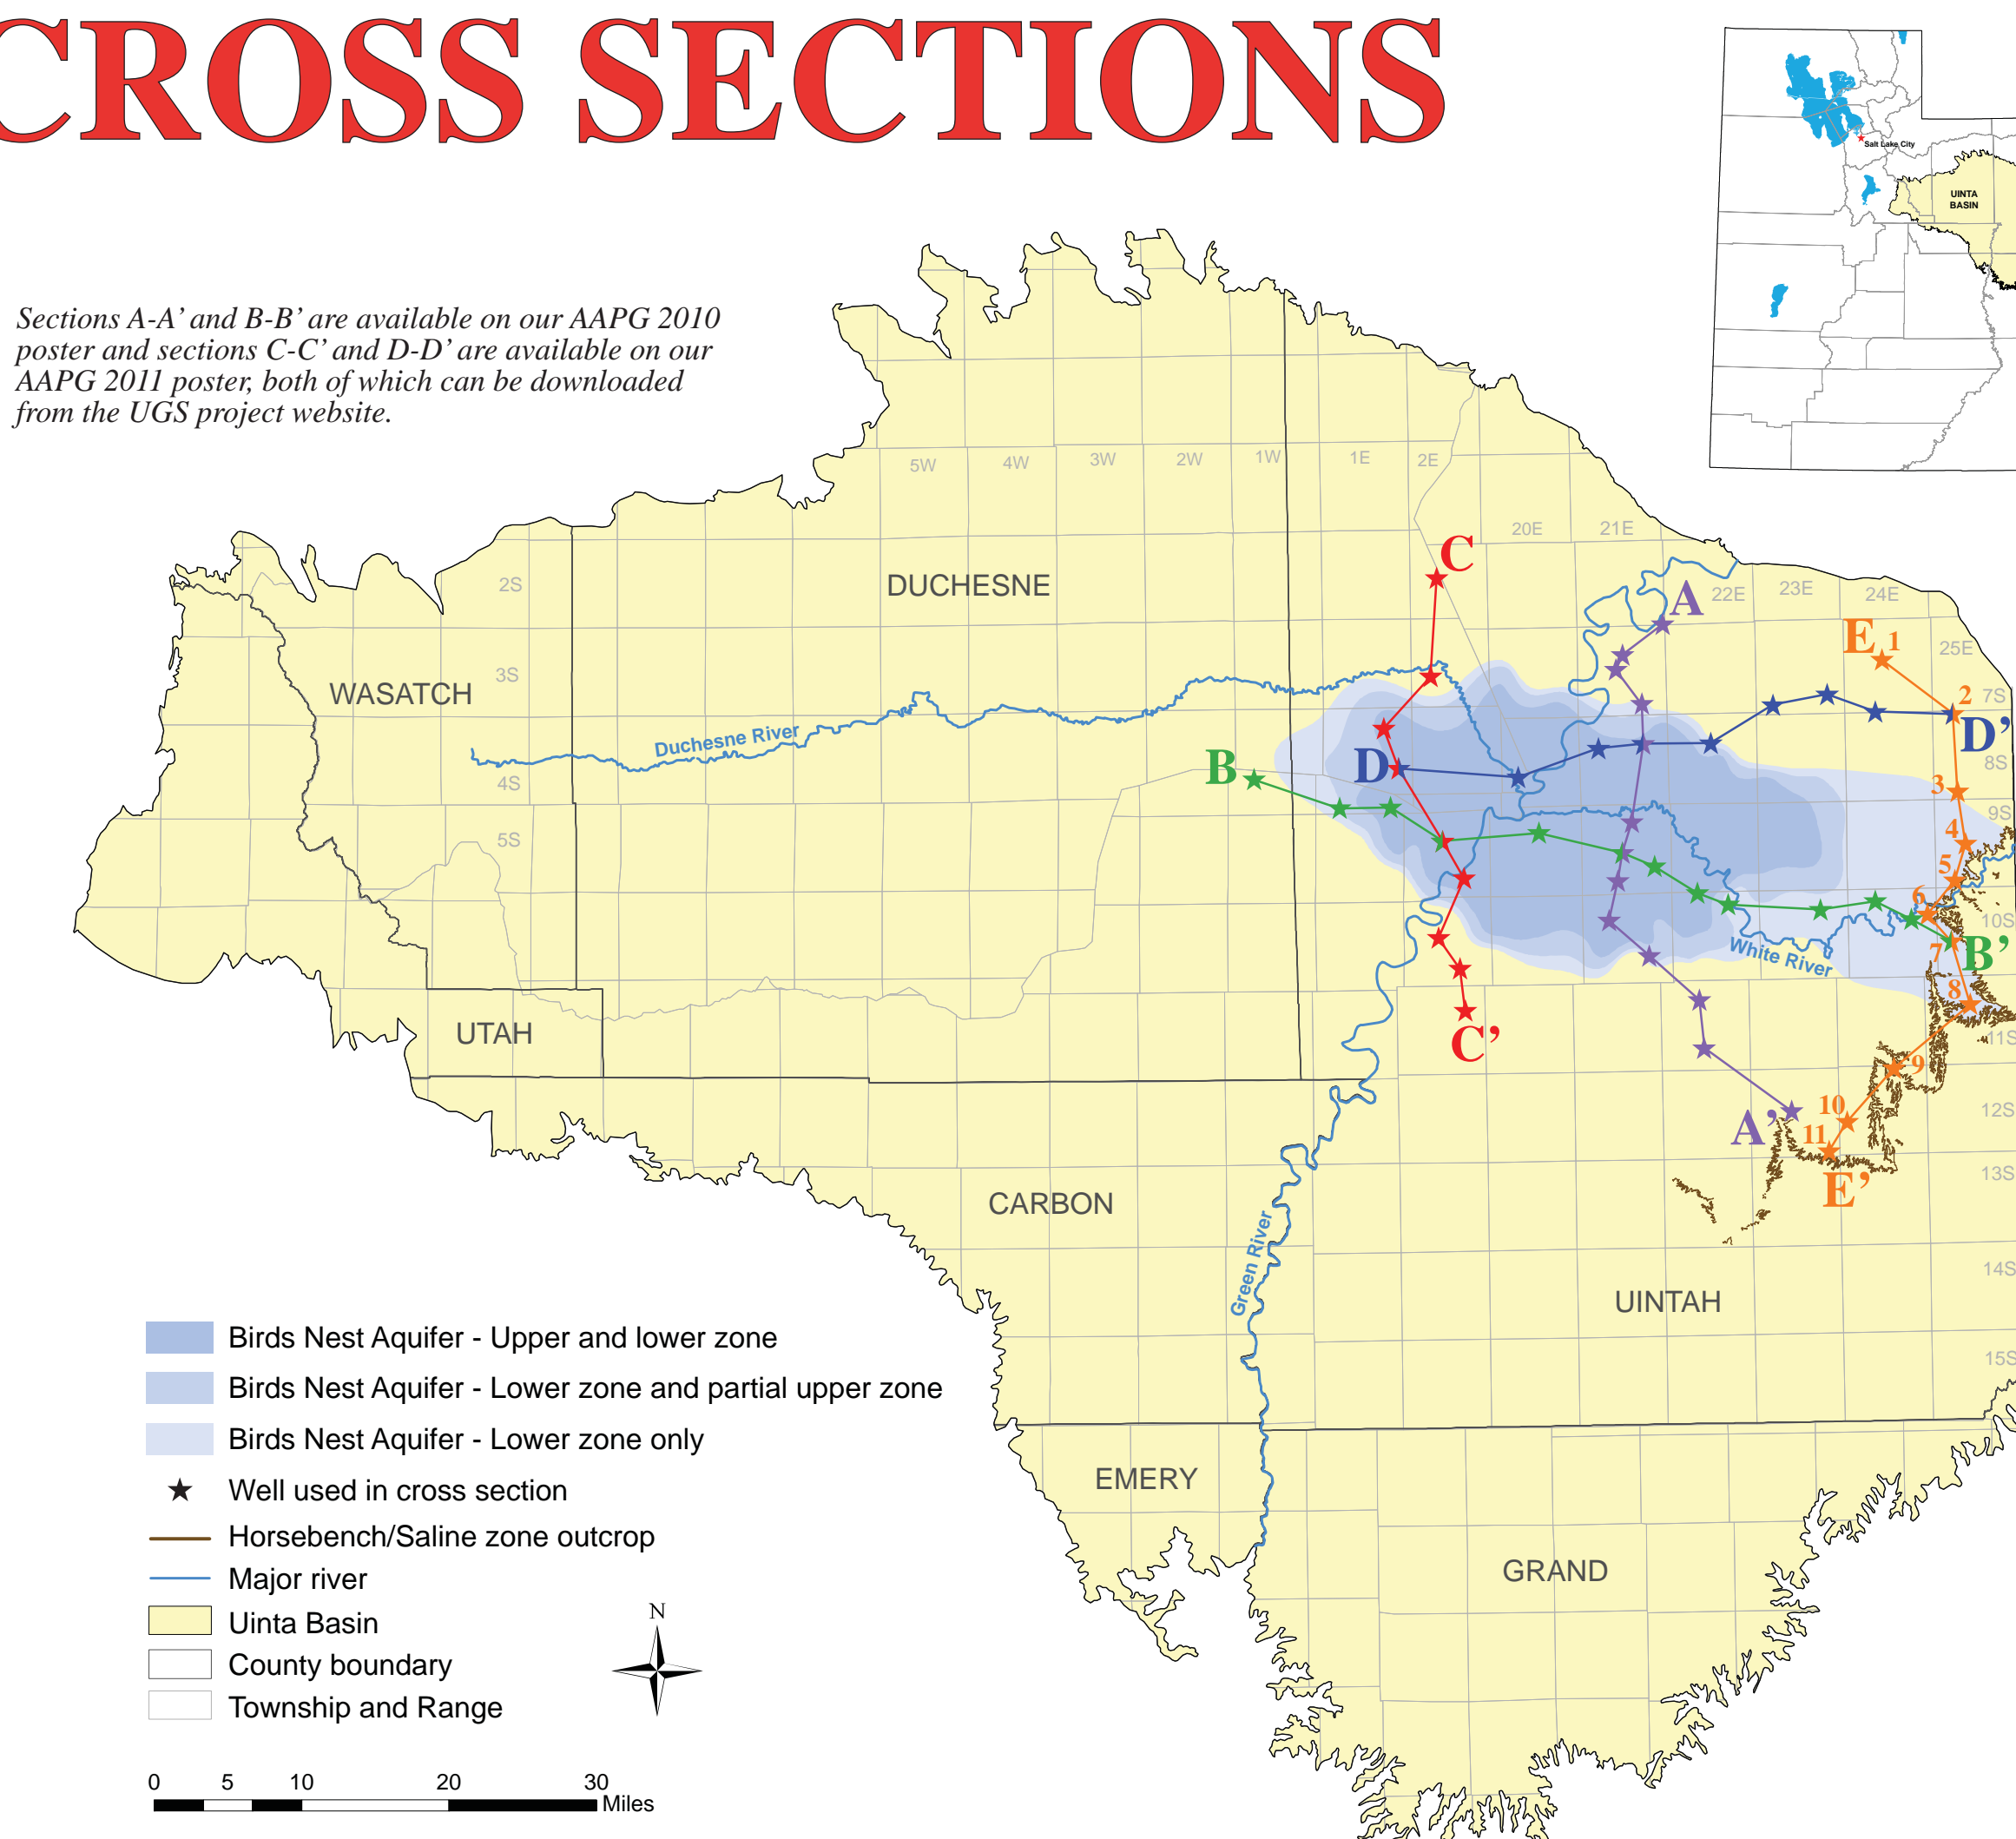 CROSS SECTIONS
Salt Lake City
UINTA
BASIN
Sections A-A’ and B-B’ are available on our AAPG 2010
poster and sections C-C’ and D-D’ are available on our
AAPG 2011 poster, both of which can be downloaded
from the UGS project website.
5W 4W 3W 2W 1W 1E 2E
20E 21E
22E 23E 24E
25E
2S
3S
4S
5S
7S
8S
9S
10S
11S
12S
13S
14S
15S
DUCHESNE
WASATCH
UTAH
CARBON
UINTAH
EMERY
GRAND
Duchesne River
White River
Green River
C
A
E 1
2
D D’
B
3
4
5
6
7
B’
8
C’
9
10
A’
11
E’
Birds Nest Aquifer - Upper and lower zone
Birds Nest Aquifer - Lower zone and partial upper zone
Birds Nest Aquifer - Lower zone only
Well used in cross section
Horsebench/Saline zone outcrop
Major river
Uinta Basin
County boundary
Township and Range
N
0 5 10 20 30
Miles